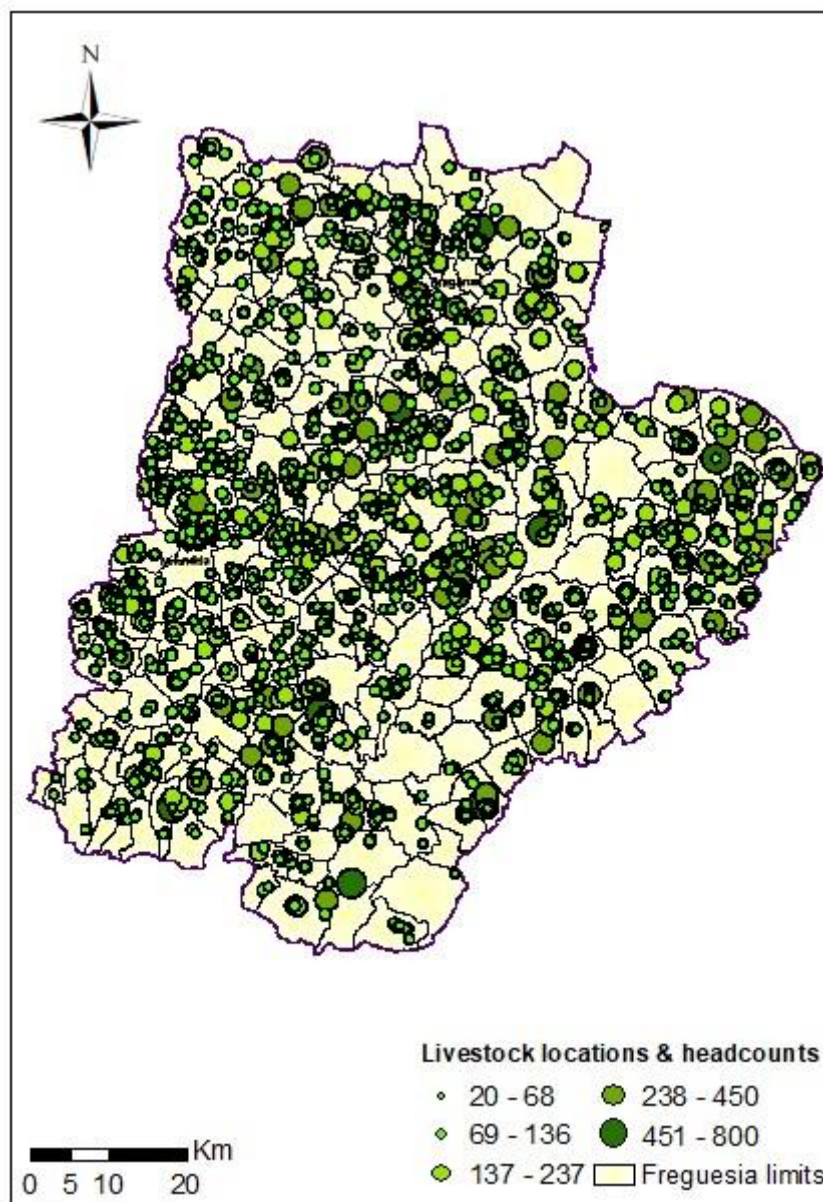 N
Livestock locations & headcounts
20 - 68
238 - 450
69 - 136
451 - 800
137 - 237
Freguesia limits
Km
0 5 10 20